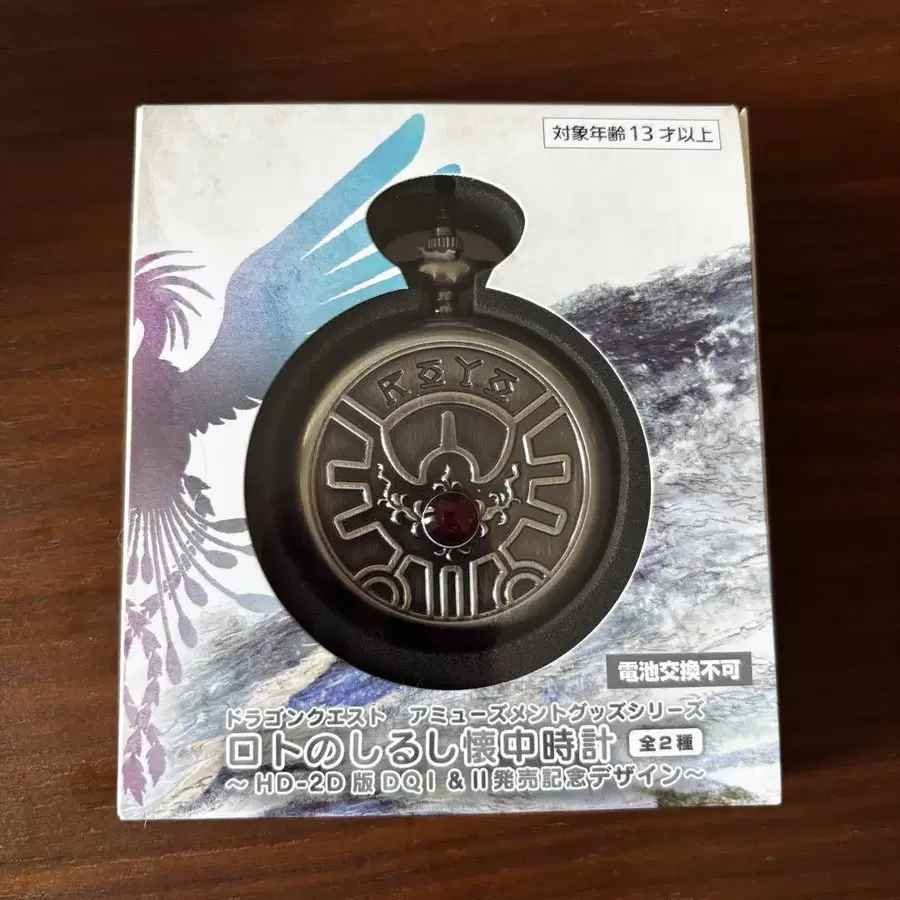 対象年齢13才以上
電池交換不可
ドラゴンクエスト　アミューズメントグッズシリーズ
ロトのしるし懐中時計 全2種
～HD-2D版DQI & II発売記念デザイン～